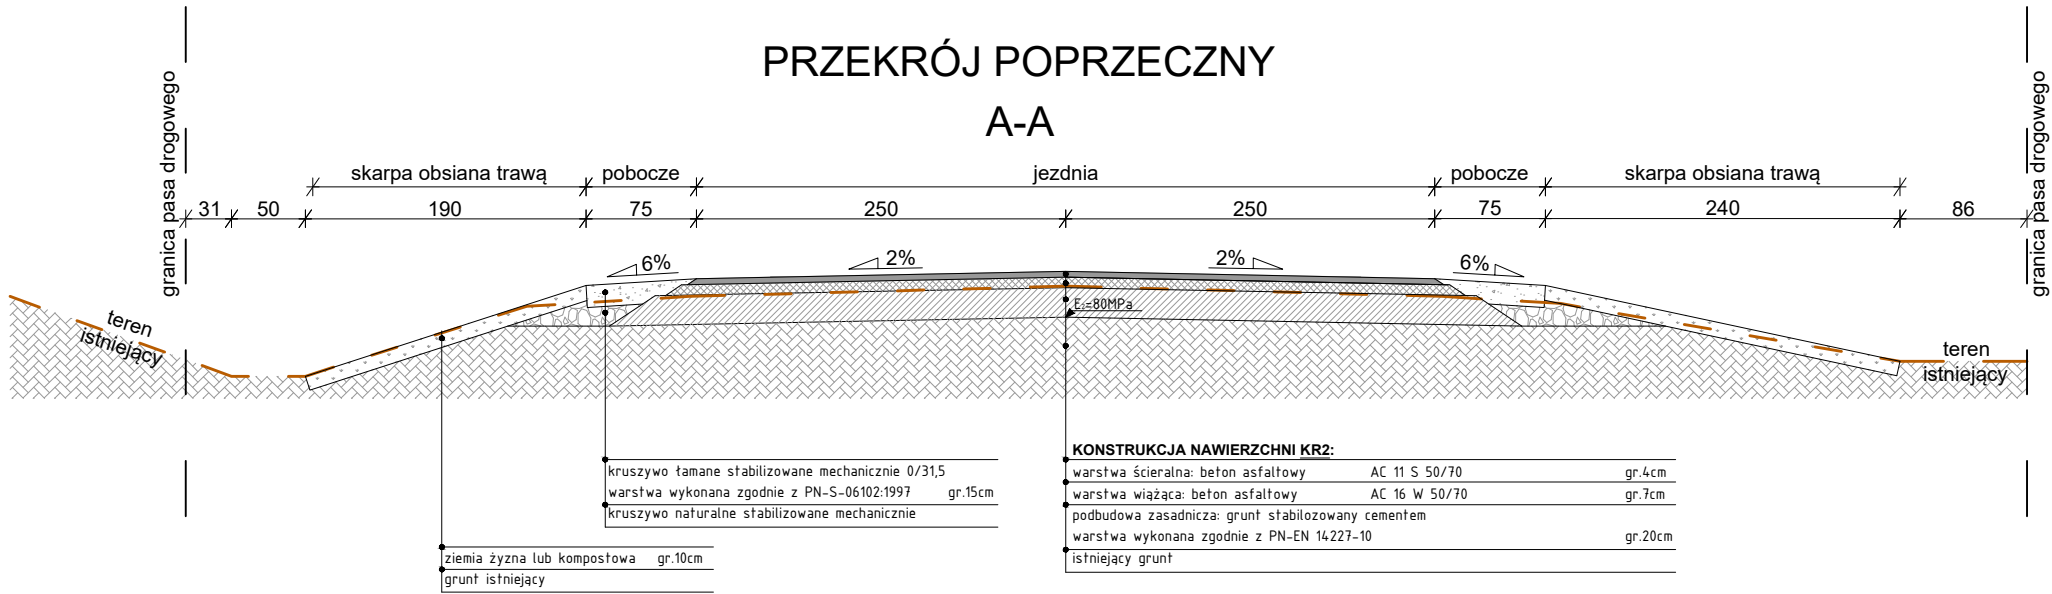 PRZEKRÓJ POPRZECZNY
A-A
granica pasa drogowego
granica pasa drogowego
skarpa obsiana trawą
pobocze
jezdnia
pobocze
skarpa obsiana trawą
31
50
190
75
250
250
75
240
86
6%
2%
2%
6%
E₂=80MPa
teren
istniejący
teren
istniejący
KONSTRUKCJA NAWIERZCHNI KR2:
warstwa ścieralna: beton asfaltowy AC 11 S 50/70 gr.4cm
warstwa wiążąca: beton asfaltowy AC 16 W 50/70 gr.7cm
podbudowa zasadnicza: grunt stabilozowany cementem
warstwa wykonana zgodnie z PN-EN 14227-10 gr.20cm
istniejący grunt
kruszywo łamane stabilizowane mechanicznie 0/31,5
warstwa wykonana zgodnie z PN-S-06102:1997 gr.15cm
kruszywo naturalne stabilizowane mechanicznie
ziemia żyzna lub kompostowa gr.10cm
grunt istniejący